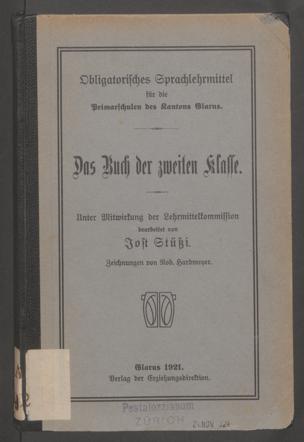 Obligatorisches Sprachlehrmittel
für die
Primarschulen des Kantons Glarus.
Das Buch der zweiten Klasse.
Unter Mitwirkung der Lehrmittelkommission
bearbeitet von
Jost Stüßi.
Zeichnungen von Rob. Hardmeyer.
Glarus 1921.
Verlag der Erziehungsdirektion.
Pestalozzianum
ZÜRICH